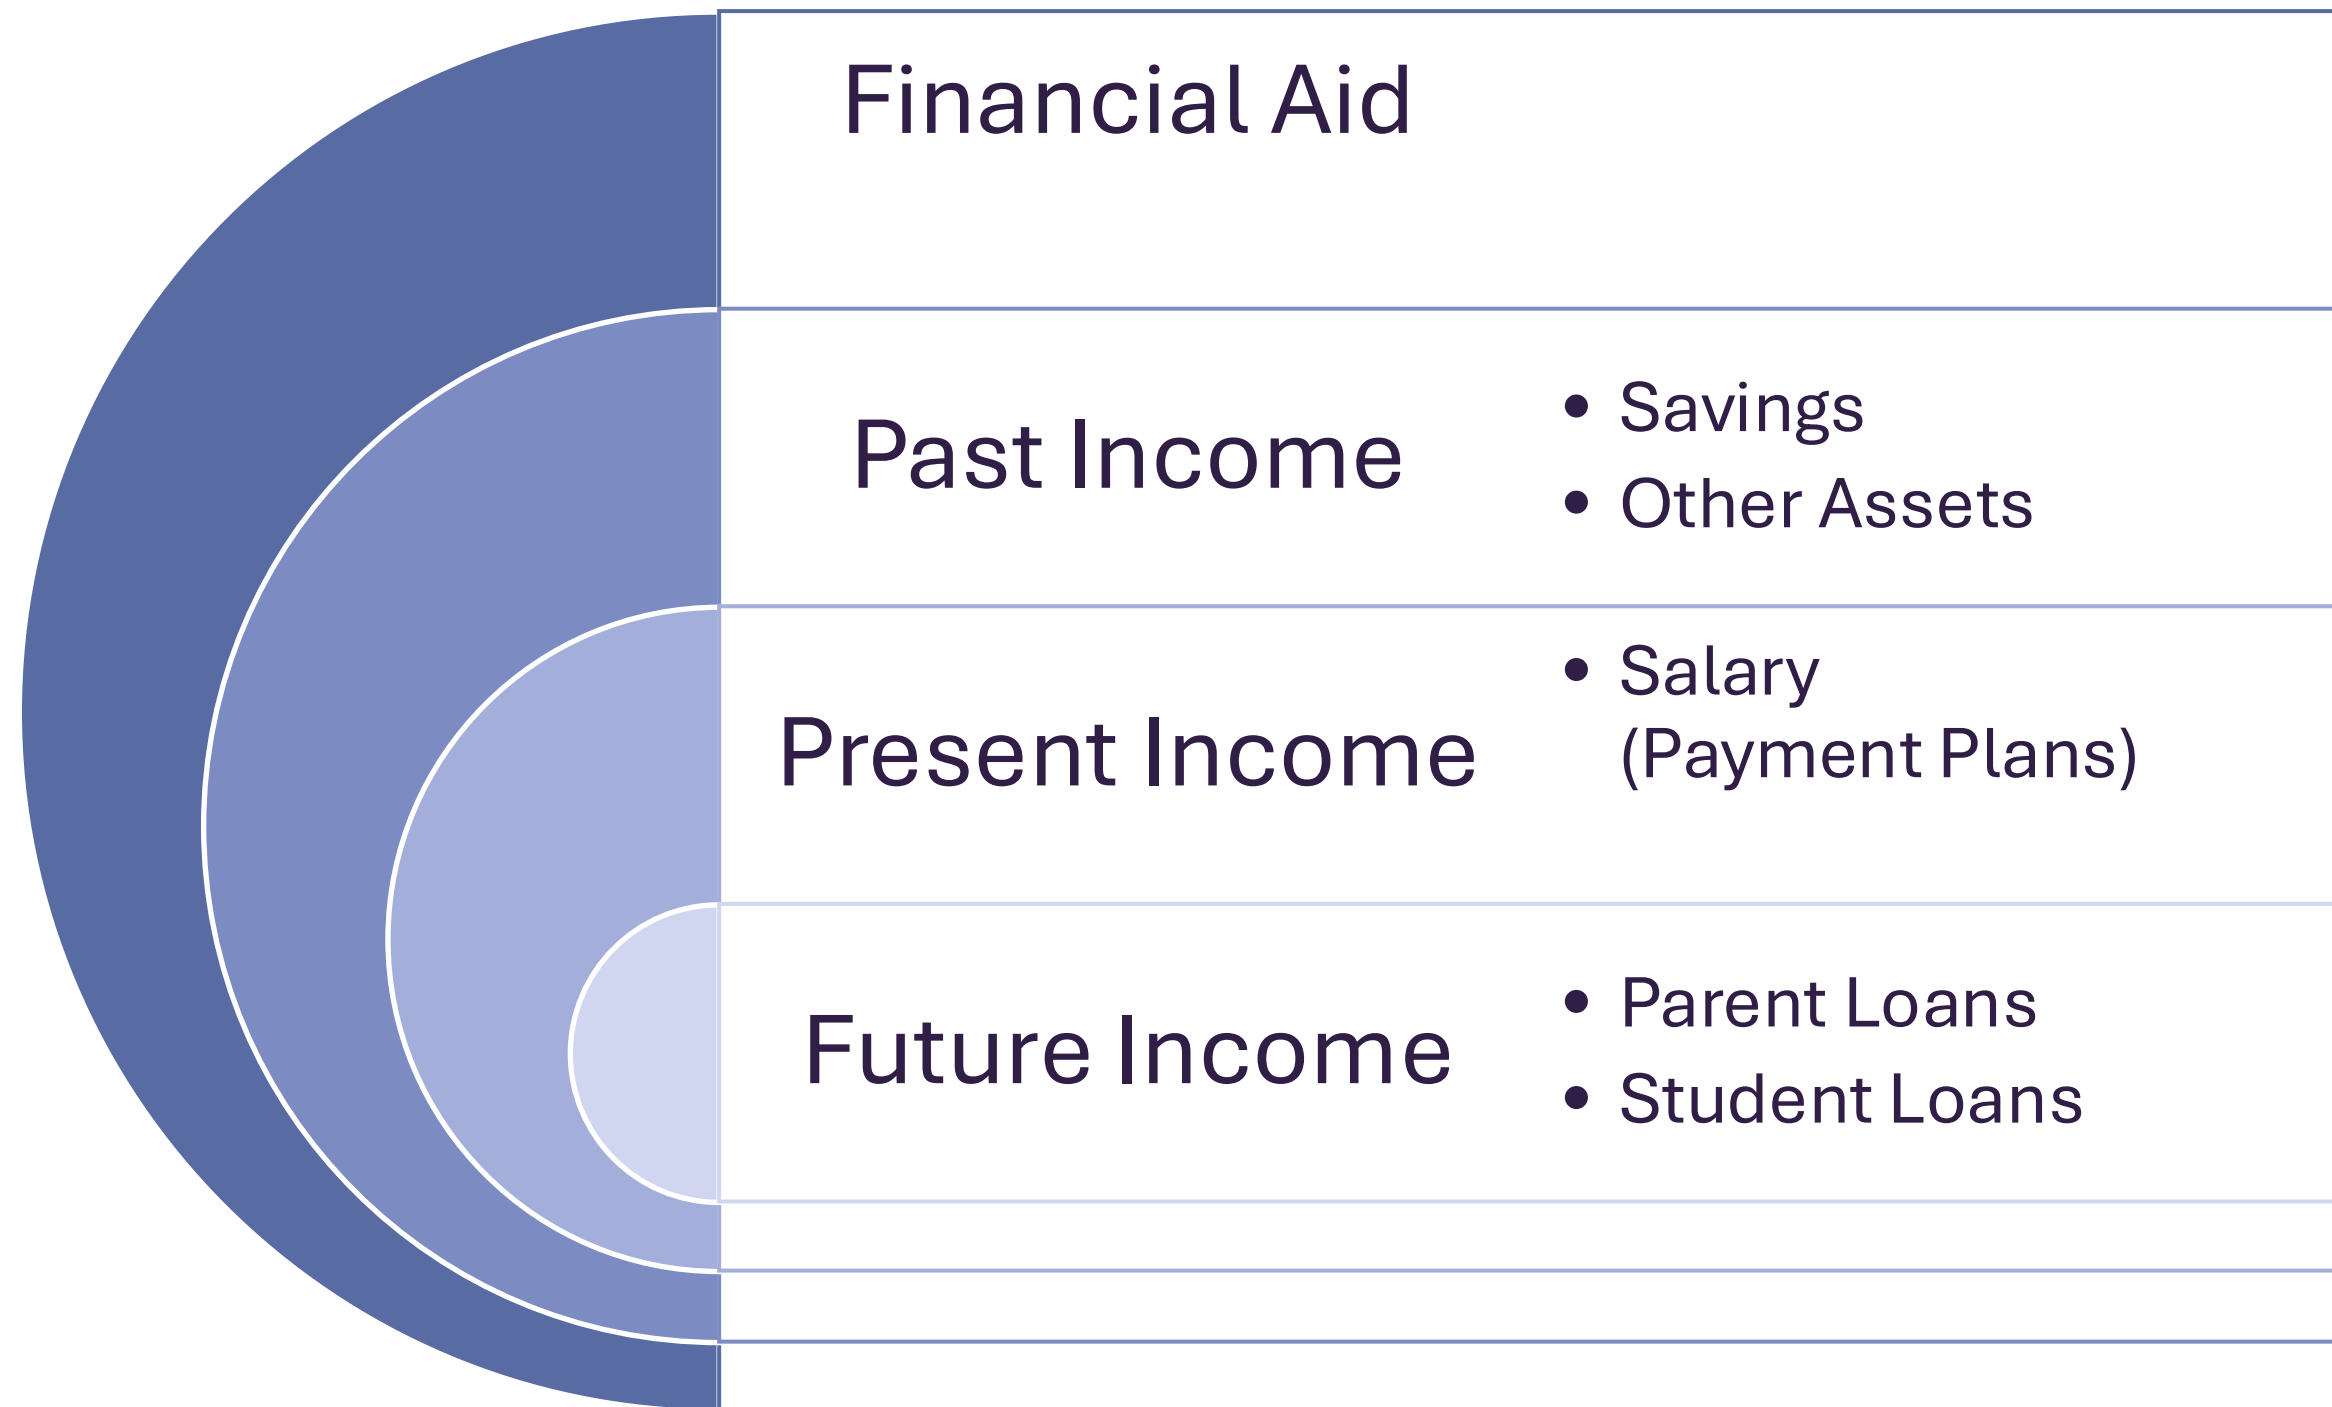 Financial Aid
Past Income
• Savings
• Other Assets
Present Income
• Salary
(Payment Plans)
Future Income
• Parent Loans
• Student Loans